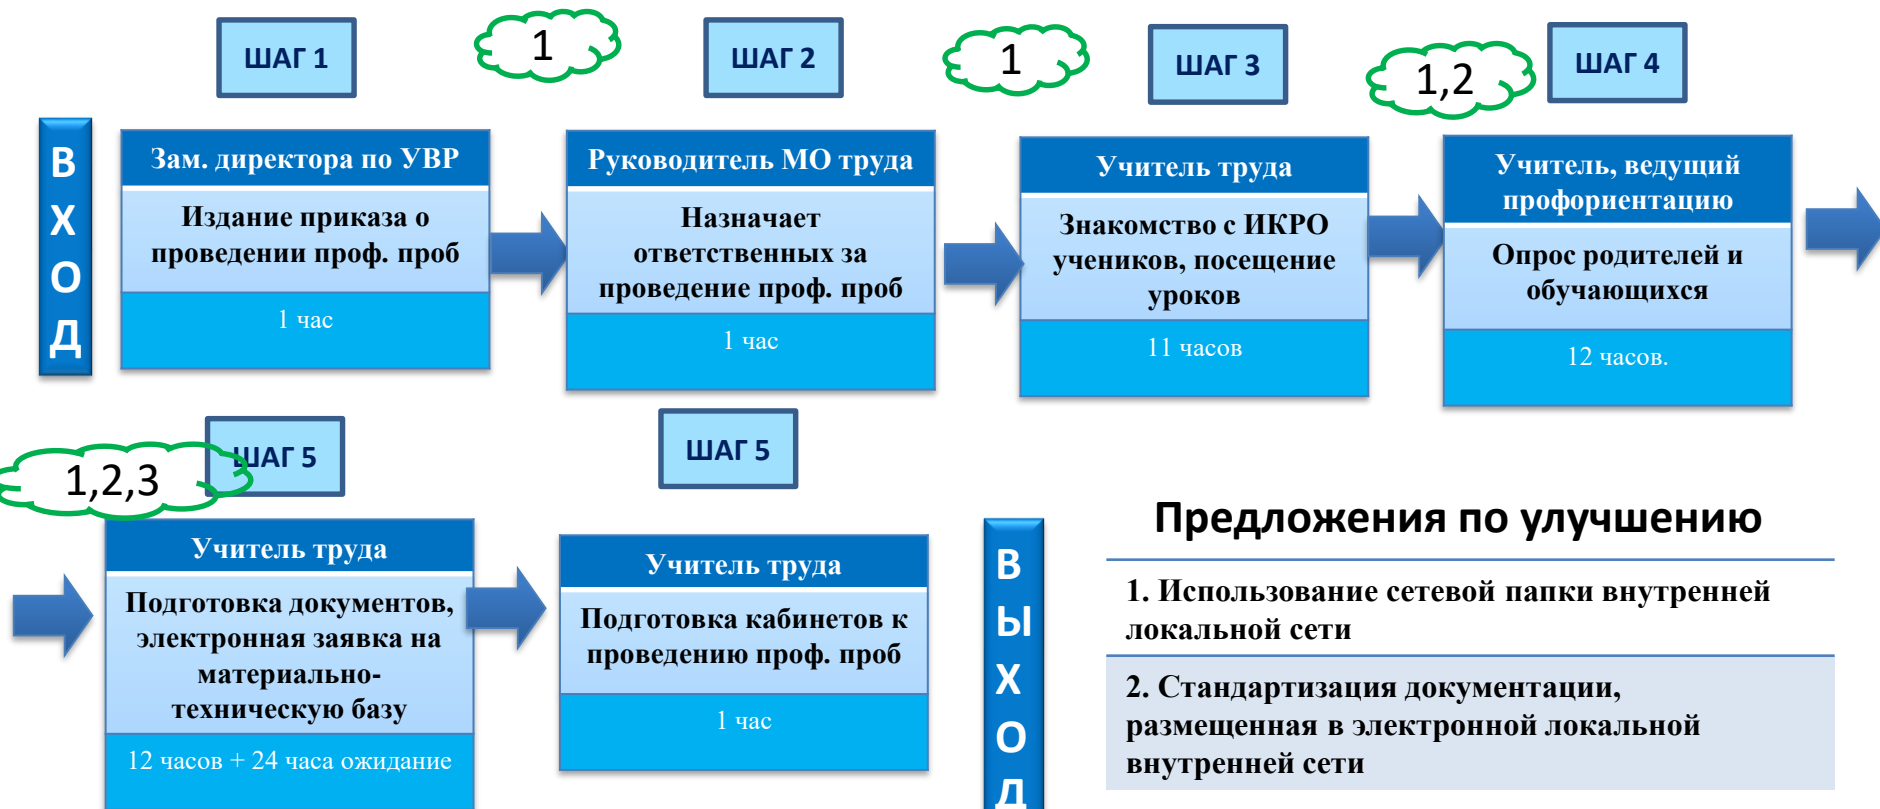 ШАГ 1
1
ШАГ 2
1
ШАГ 3
1,2
ШАГ 4
В
Х
О
Д
Зам. директора по УВР
Издание приказа о
проведении проф. проб
1 час
Руководитель МО труда
Назначает
ответственных за
проведение проф. проб
1 час
Учитель труда
Знакомство с ИКРО
учеников, посещение
уроков
11 часов
Учитель, ведущий
профориентацию
Опрос родителей и
обучающихся
12 часов.
1,2,3
ШАГ 5
ШАГ 5
Учитель труда
Подготовка документов,
электронная заявка на
материально-
техническую базу
12 часов + 24 часа ожидание
Учитель труда
Подготовка кабинетов к
проведению проф. проб
1 час
В
Ы
Х
О
Д
Предложения по улучшению
1. Использование сетевой папки внутренней
локальной сети
2. Стандартизация документации,
размещенная в электронной локальной
внутренней сети